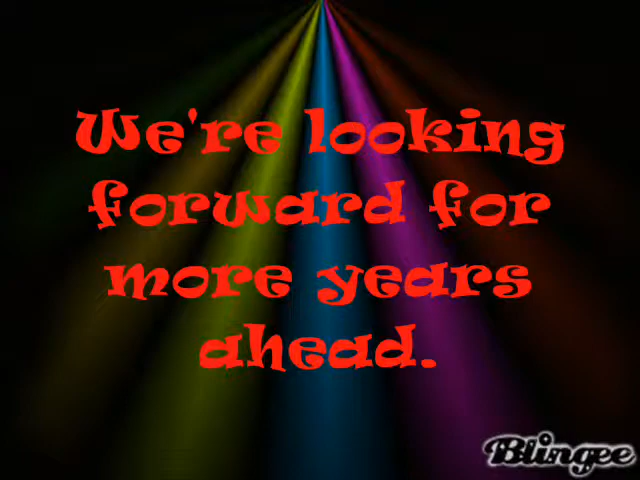 We're looking
forward for
more years
ahead.
Blingee